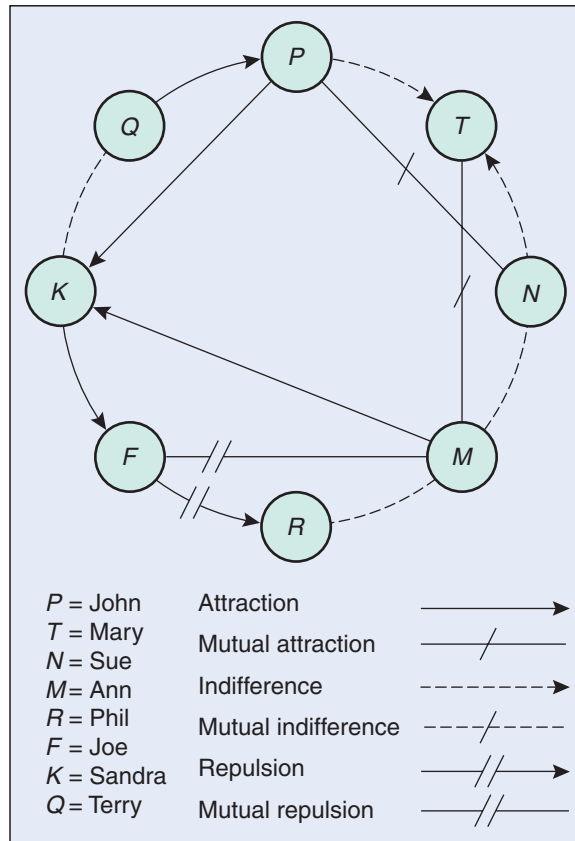 P
Q
T
K
N
F
M
R
P = John
T = Mary
N = Sue
M = Ann
R = Phil
F = Joe
K = Sandra
Q = Terry
Attraction
Mutual attraction
Indifference
Mutual indifference
Repulsion
Mutual repulsion